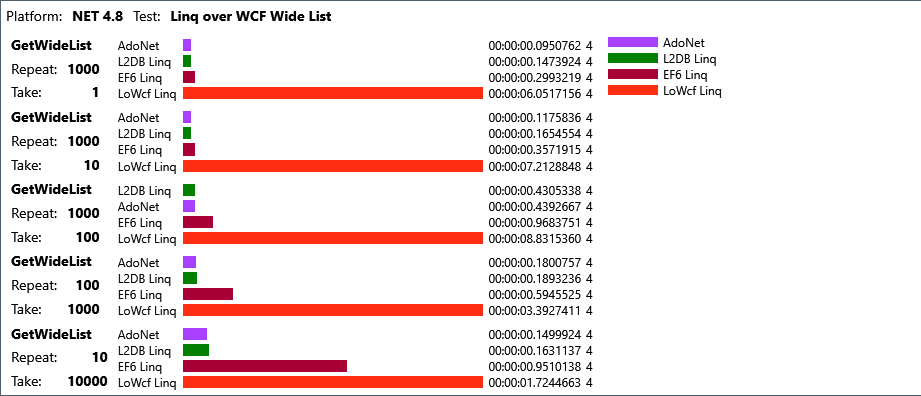 Platform: NET 4.8 Test: Linq over WCF Wide List
GetWideList AdoNet 00:00:00.0950762 4 AdoNet
L2DB Linq 00:00:00.1473924 4 L2DB Linq
Repeat: 1000 EF6 Linq 00:00:00.2993219 4 EF6 Linq
Take: 1 LoWcf Linq 00:00:06.0517156 4 LoWcf Linq
GetWideList AdoNet 00:00:00.1175836 4
L2DB Linq 00:00:00.1654554 4
Repeat: 1000 EF6 Linq 00:00:00.3571915 4
Take: 10 LoWcf Linq 00:00:07.2128848 4
GetWideList L2DB Linq 00:00:00.4305338 4
AdoNet 00:00:00.4392667 4
Repeat: 1000 EF6 Linq 00:00:00.9683751 4
Take: 100 LoWcf Linq 00:00:08.8315360 4
GetWideList AdoNet 00:00:00.1800757 4
L2DB Linq 00:00:00.1893236 4
Repeat: 100 EF6 Linq 00:00:00.5945525 4
Take: 1000 LoWcf Linq 00:00:03.3927411 4
GetWideList AdoNet 00:00:00.1499924 4
L2DB Linq 00:00:00.1631137 4
Repeat: 10 EF6 Linq 00:00:00.9510138 4
Take: 10000 LoWcf Linq 00:00:01.7244663 4